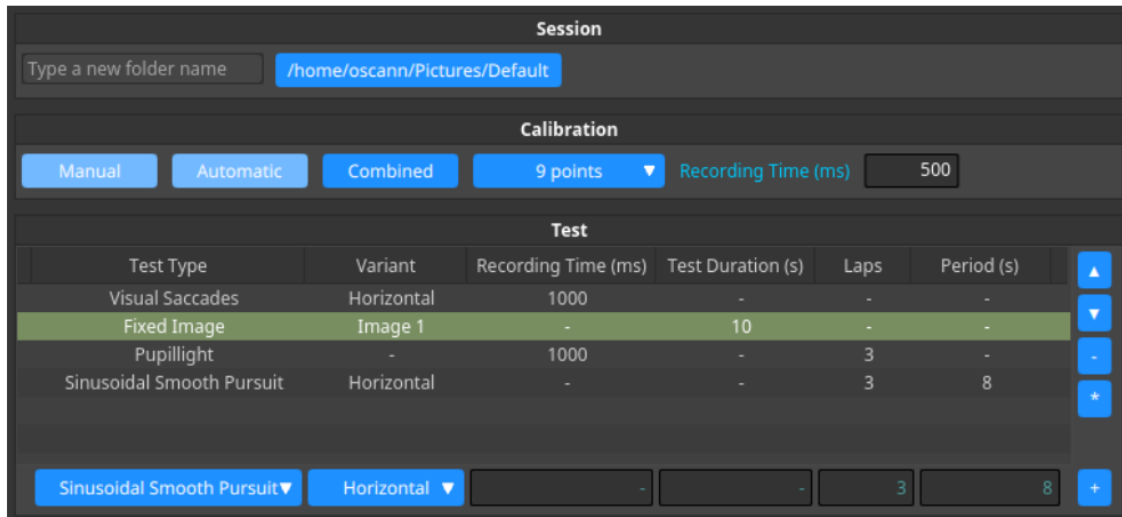 Session
Type a new folder name /home/oscann/Pictures/Default
Calibration
Manual Automatic Combined 9 points ▼ Recording Time (ms) 500
Test
Test Type Variant Recording Time (ms) Test Duration (s) Laps Period (s) ▲
Visual Saccades Horizontal 1000 - - -
Fixed Image Image 1 - 10 - - ▼
Pupillight - 1000 - 3 - -
Sinusoidal Smooth Pursuit Horizontal - - 3 8 *
Sinusoidal Smooth Pursuit▼ Horizontal ▼ - - 3 8 +